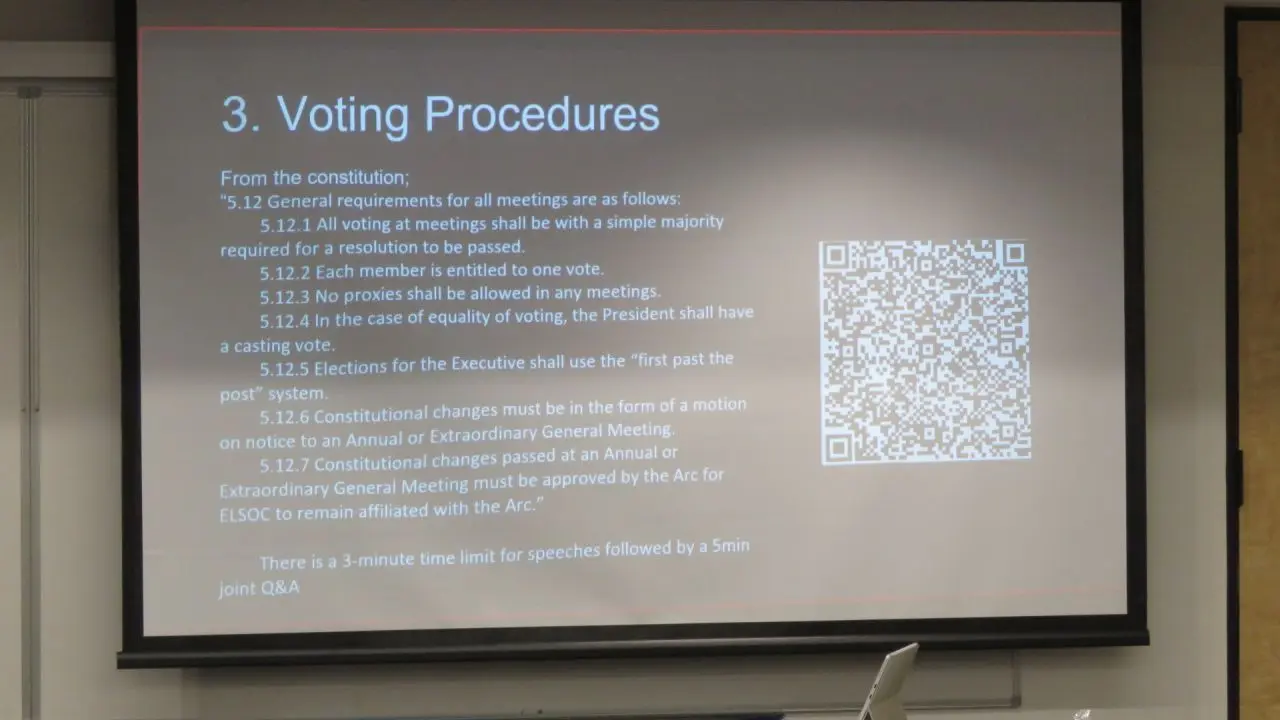 3. Voting Procedures
From the constitution;
“5.12 General requirements for all meetings are as follows:
5.12.1 All voting at meetings shall be with a simple majority
required for a resolution to be passed.
5.12.2 Each member is entitled to one vote.
5.12.3 No proxies shall be allowed in any meetings.
5.12.4 In the case of equality of voting, the President shall have
a casting vote.
5.12.5 Elections for the Executive shall use the “first past the
post” system.
5.12.6 Constitutional changes must be in the form of a motion
on notice to an Annual or Extraordinary General Meeting.
5.12.7 Constitutional changes passed at an Annual or
Extraordinary General Meeting must be approved by the Arc for
ELSOC to remain affiliated with the Arc.”
There is a 3-minute time limit for speeches followed by a 5min
joint Q&A